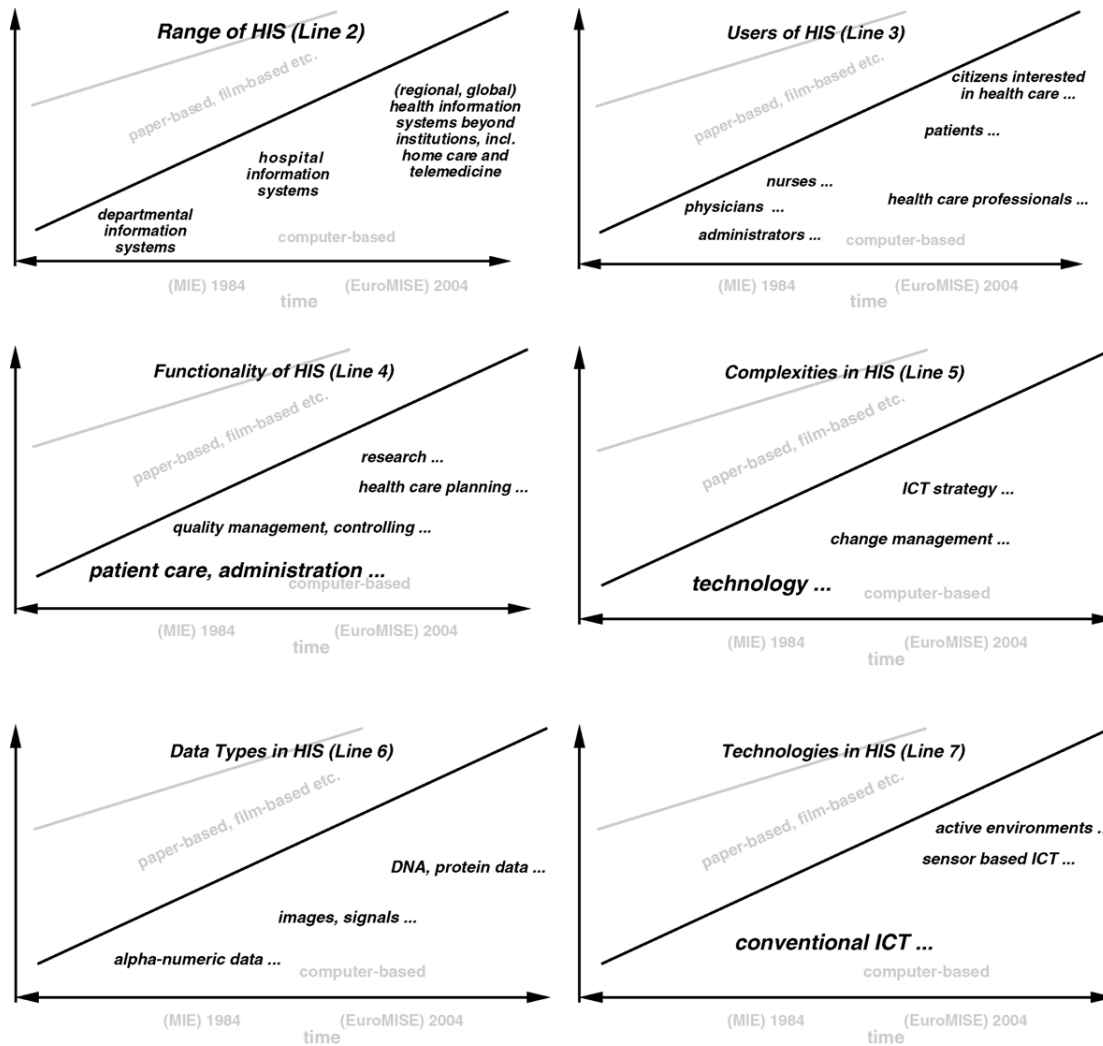 Range of HIS (Line 2)
paper-based, film-based etc.
(regional, global)
health information
systems beyond
institutions, incl.
home care and
telemedicine
hospital
information
systems
departmental
information
systems
computer-based
(MIE) 1984
(EuroMISE) 2004
time
Users of HIS (Line 3)
paper-based, film-based etc.
citizens interested
in health care ...
patients ...
nurses ...
health care professionals ...
physicians ...
administrators ...
computer-based
(MIE) 1984
(EuroMISE) 2004
time
Functionality of HIS (Line 4)
paper-based, film-based etc.
research ...
health care planning ...
quality management, controlling ...
patient care, administration ...
computer-based
(MIE) 1984
(EuroMISE) 2004
time
Complexities in HIS (Line 5)
paper-based, film-based etc.
ICT strategy ...
change management ...
technology ...
computer-based
(MIE) 1984
(EuroMISE) 2004
time
Data Types in HIS (Line 6)
paper-based, film-based etc.
DNA, protein data ...
images, signals ...
alpha-numeric data ...
computer-based
(MIE) 1984
(EuroMISE) 2004
time
Technologies in HIS (Line 7)
paper-based, film-based etc.
active environments ..
sensor based ICT ...
conventional ICT ...
computer-based
(MIE) 1984
(EuroMISE) 2004
time